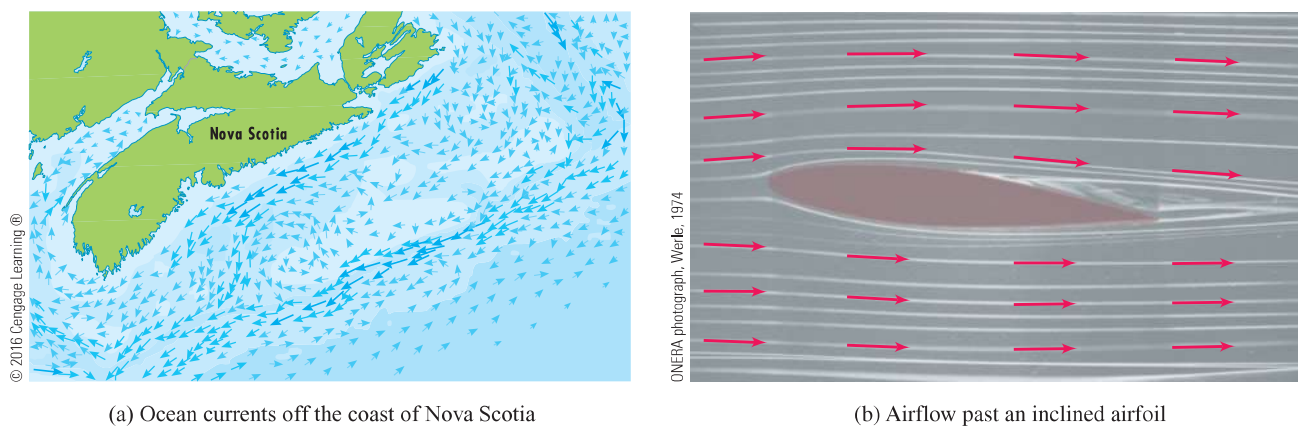 Nova Scotia
© 2016 Cengage Learning ®
(a) Ocean currents off the coast of Nova Scotia
ONERA photograph, Werle, 1974
(b) Airflow past an inclined airfoil